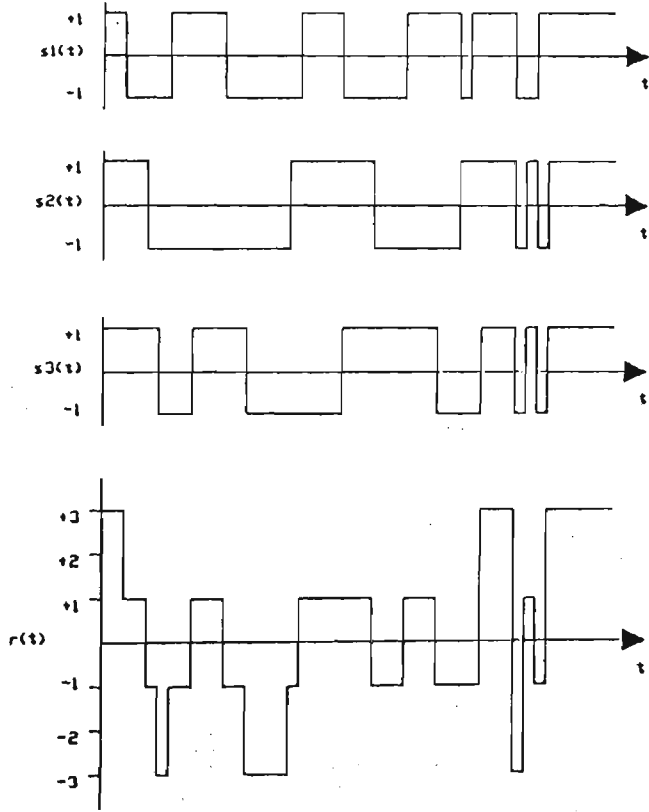 +1
s1(t)
-1
t
+1
s2(t)
-1
t
+1
s3(t)
-1
t
+3
+2
+1
r(t)
t
-1
-2
-3